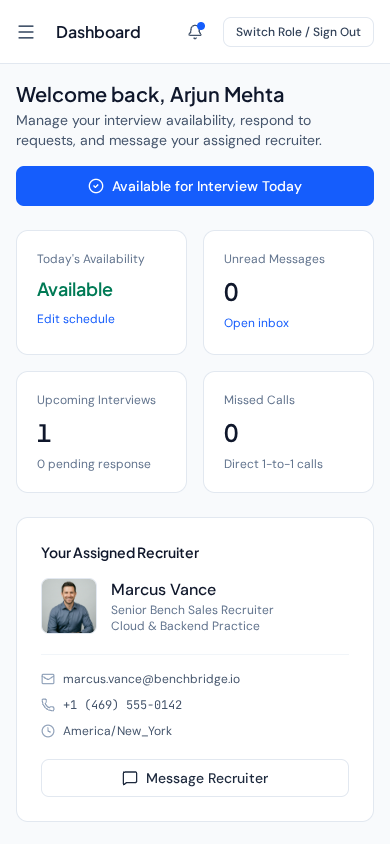 Dashboard
Switch Role / Sign Out
Welcome back, Arjun Mehta
Manage your interview availability, respond to
requests, and message your assigned recruiter.
Available for Interview Today
Today's Availability
Available
Edit schedule
Unread Messages
0
Open inbox
Upcoming Interviews
1
0 pending response
Missed Calls
0
Direct 1-to-1 calls
Your Assigned Recruiter
Marcus Vance
Senior Bench Sales Recruiter
Cloud & Backend Practice
marcus.vance@benchbridge.io
+1 (469) 555-0142
America/New_York
Message Recruiter